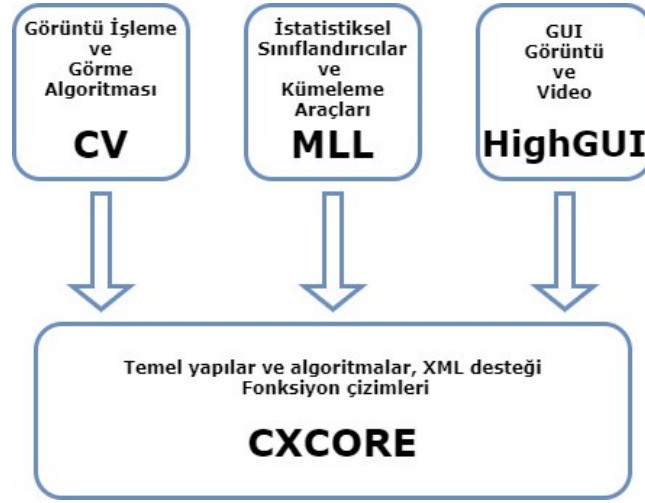 Görüntü İşleme
ve
Görme
Algoritması
CV
İstatistiksel
Sınıflandırıcılar
ve
Kümeleme
Araçları
MLL
GUI
Görüntü
ve
Video
HighGUI
Temel yapılar ve algoritmalar, XML desteği
Fonksiyon çizimleri
CXCORE